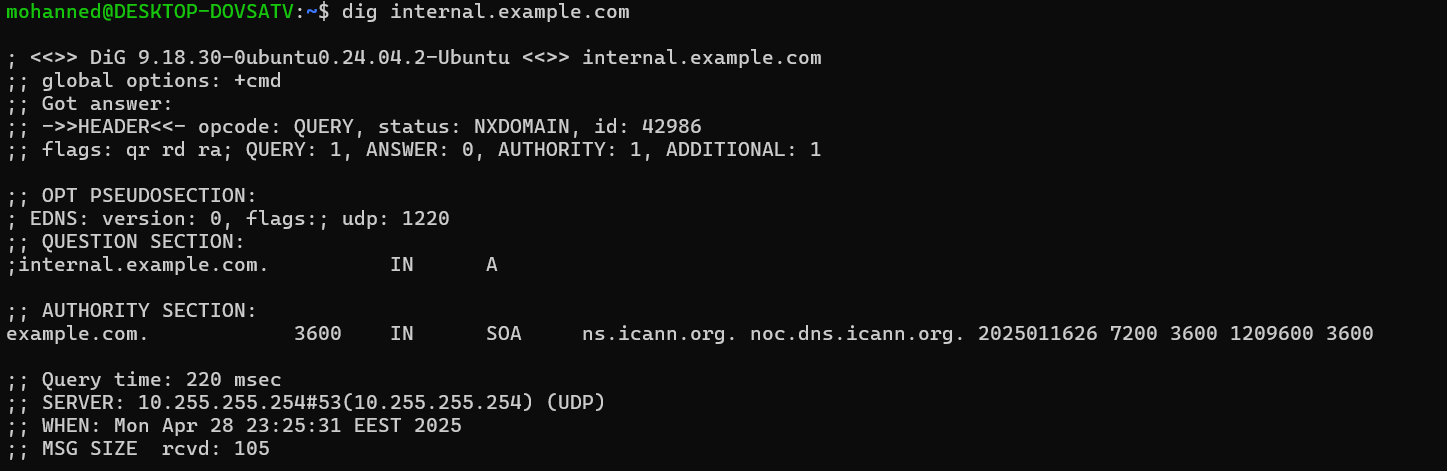 mohanned@DESKTOP-DOVSATV:~$ dig internal.example.com
; <<>> DiG 9.18.30-0ubuntu0.24.04.2-Ubuntu <<>> internal.example.com
;; global options: +cmd
;; Got answer:
;; ->>HEADER<<- opcode: QUERY, status: NXDOMAIN, id: 42986
;; flags: qr rd ra; QUERY: 1, ANSWER: 0, AUTHORITY: 1, ADDITIONAL: 1
;; OPT PSEUDOSECTION:
; EDNS: version: 0, flags:; udp: 1220
;; QUESTION SECTION:
;internal.example.com. IN A
;; AUTHORITY SECTION:
example.com. 3600 IN SOA ns.icann.org. noc.dns.icann.org. 2025011626 7200 3600 1209600 3600
;; Query time: 220 msec
;; SERVER: 10.255.255.254#53(10.255.255.254) (UDP)
;; WHEN: Mon Apr 28 23:25:31 EEST 2025
;; MSG SIZE rcvd: 105